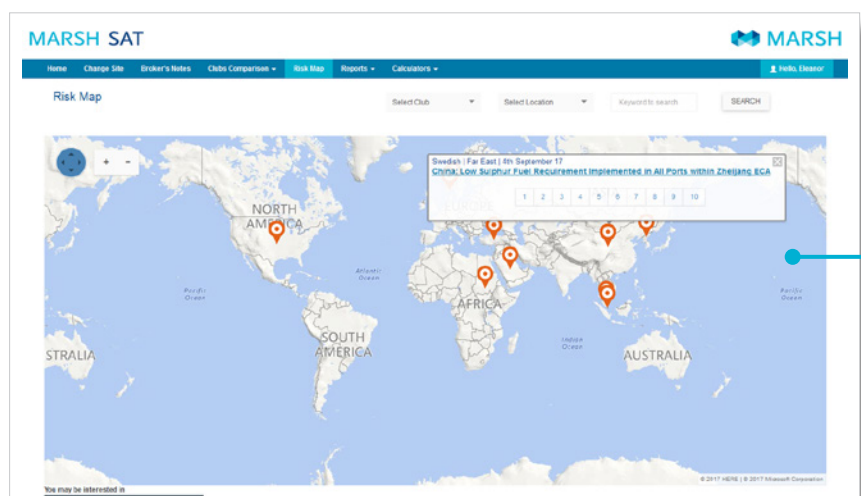 MARSH SAT
MARSH
Home Change Site Broker's Notes Clubs Comparison Risk Map Reports Calculators Hello, Eleanor
Risk Map
Select Club Select Location Keyword to search SEARCH
+ -
Swedish | Far East | 4th September 17
China: Low Sulphur Fuel Requirement Implemented in All Ports within Zheijang ECA
1 2 3 4 5 6 7 8 9 10
NORTH
AMERICA
Atlantic
Ocean
Pacific
Ocean
Pacific
Ocean
AFRICA
SOUTH
AMERICA
Indian
Ocean
STRALIA
AUSTRALIA
© 2017 HERE | © 2017 Microsoft Corporation
You may be interested in